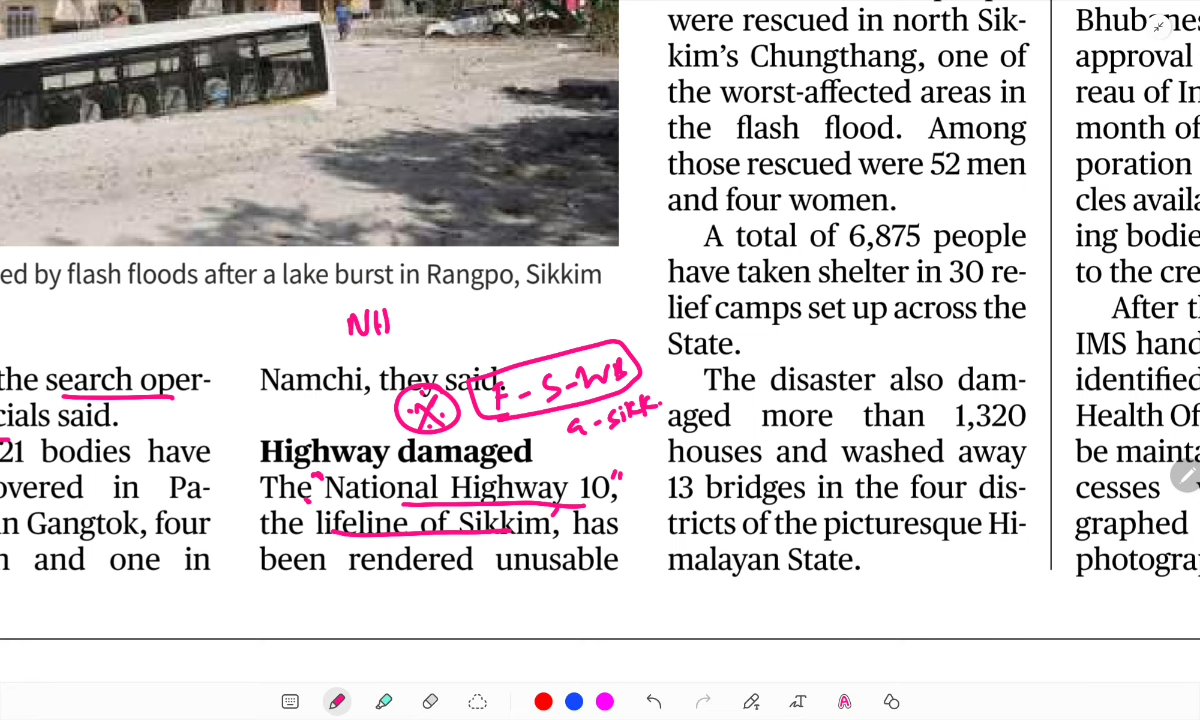 ed by flash floods after a lake burst in Rangpo, Sikkim
the search oper-
cials said.
21 bodies have
overed in Pa-
in Gangtok, four
n and one in
NH
Namchi, they said.
X
F - S - WB
G - Sikk.
Highway damaged
The "National Highway 10,"
the lifeline of Sikkim, has
been rendered unusable
were rescued in north Sik-
kim's Chungthang, one of
the worst-affected areas in
the flash flood. Among
those rescued were 52 men
and four women.
A total of 6,875 people
have taken shelter in 30 re-
lief camps set up across the
State.
The disaster also dam-
aged more than 1,320
houses and washed away
13 bridges in the four dis-
tricts of the picturesque Hi-
malayan State.
approval
reau of In
month of
poration
cles availa
ing bodie
to the cre
After t
IMS hand
identified
Health Of
be mainta
cesses
graphed
photogra